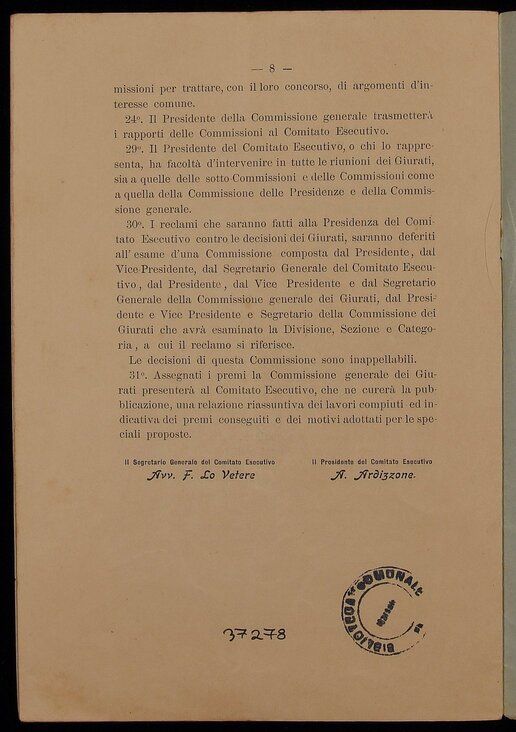 — 8 —
missioni per trattare, con il loro concorso, di argomenti d'in-
teresse comune.
24º. Il Presidente della Commissione generale trasmetterà
i rapporti delle Commissioni al Comitato Esecutivo.
29º. Il Presidente del Comitato Esecutivo, o chi lo rappre-
senta, ha facoltà d'intervenire in tutte le riunioni dei Giurati,
sia a quelle delle sotto-Commissioni e delle Commissioni come
a quella della Commissione delle Presidenze e della Commis-
sione generale.
30º. I reclami che saranno fatti alla Presidenza del Comi-
tato Esecutivo contro le decisioni dei Giurati, saranno deferiti
all'esame d'una Commissione composta dal Presidente, dal
Vice-Presidente, dal Segretario Generale del Comitato Esecu-
tivo, dal Presidente, dal Vice Presidente e dal Segretario
Generale della Commissione generale dei Giurati, dal Presi-
dente e Vice Presidente e Segretario della Commissione dei
Giurati che avrà esaminato la Divisione, Sezione e Catego-
ria, a cui il reclamo si riferisce.
Le decisioni di questa Commissione sono inappellabili.
31º. Assegnati i premi la Commissione generale dei Giu-
rati presenterà al Comitato Esecutivo, che ne curerà la pub-
blicazione, una relazione riassuntiva dei lavori compiuti ed in-
dicativa dei premi conseguiti e dei motivi adottati per le spe-
ciali proposte.
Il Segretario Generale del Comitato Esecutivo
Avv. F. Lo Vetere
Il Presidente del Comitato Esecutivo
A. Ardizzone.
BIBLIOTECA COMUNALE
37278